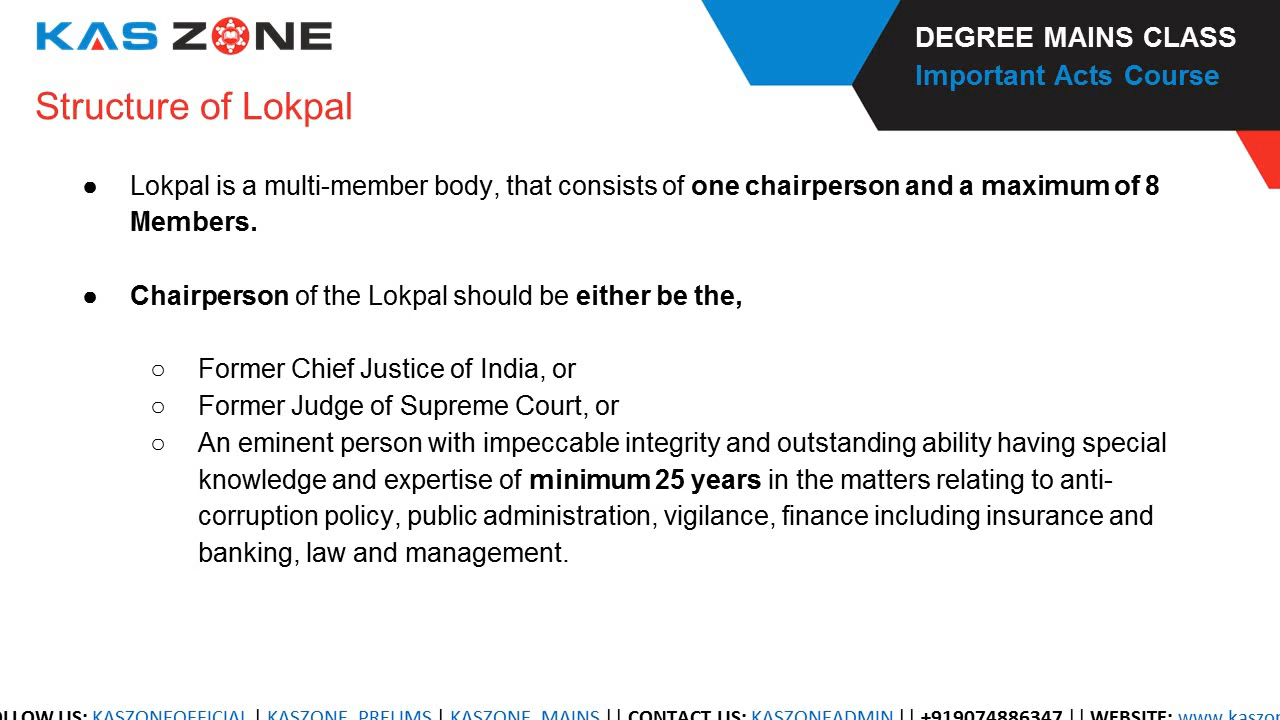 KAS ZONE
DEGREE MAINS CLASS
Important Acts Course
Structure of Lokpal
● Lokpal is a multi-member body, that consists of one chairperson and a maximum of 8
Members.
● Chairperson of the Lokpal should be either be the,
○ Former Chief Justice of India, or
○ Former Judge of Supreme Court, or
○ An eminent person with impeccable integrity and outstanding ability having special
knowledge and expertise of minimum 25 years in the matters relating to anti-
corruption policy, public administration, vigilance, finance including insurance and
banking, law and management.
US: KASZONEOFFICIAL | KASZONE_PRELIMS | KASZONE_MAINS || CONTACT US: KASZONEADMIN || +919074886347 || WEBSITE: